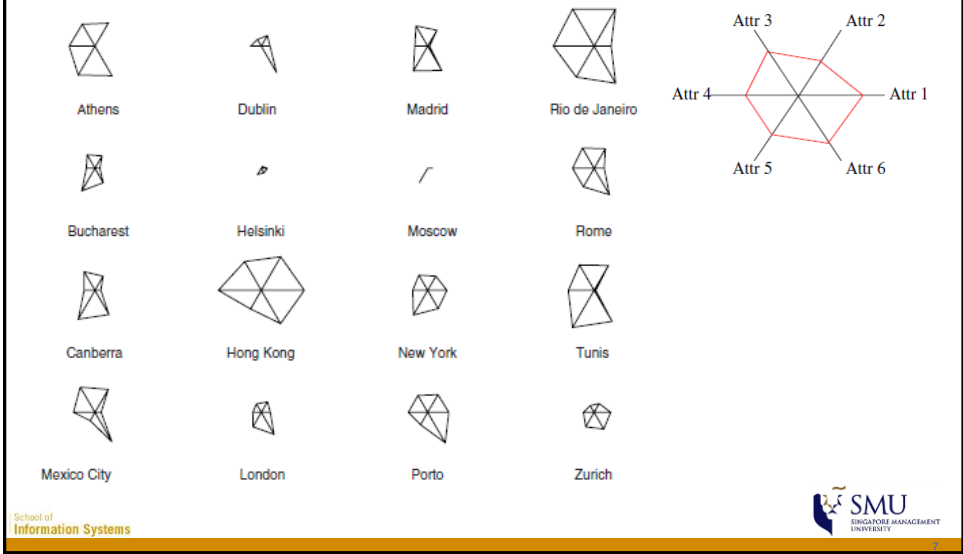 Athens
Dublin
Madrid
Rio de Janeiro
Attr 3
Attr 2
Attr 4
Attr 1
Attr 5
Attr 6
Bucharest
Helsinki
Moscow
Rome
Canberra
Hong Kong
New York
Tunis
Mexico City
London
Porto
Zurich
School of
Information Systems
SMU
SINGAPORE MANAGEMENT
UNIVERSITY
7